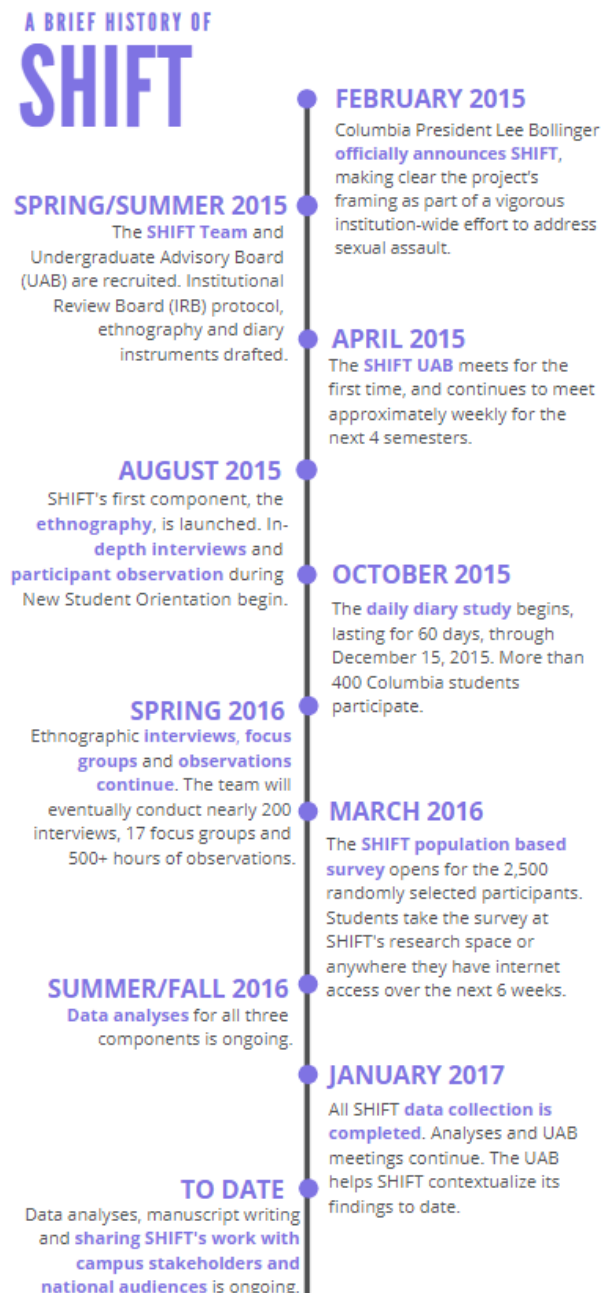 A BRIEF HISTORY OF
SHIFT
FEBRUARY 2015
Columbia President Lee Bollinger
officially announces SHIFT,
making clear the project's
framing as part of a vigorous
institution-wide effort to address
sexual assault.
SPRING/SUMMER 2015
The SHIFT Team and
Undergraduate Advisory Board
(UAB) are recruited. Institutional
Review Board (IRB) protocol,
ethnography and diary
instruments drafted.
APRIL 2015
The SHIFT UAB meets for the
first time, and continues to meet
approximately weekly for the
next 4 semesters.
AUGUST 2015
SHIFT's first component, the
ethnography, is launched. In-
depth interviews and
participant observation during
New Student Orientation begin.
OCTOBER 2015
The daily diary study begins,
lasting for 60 days, through
December 15, 2015. More than
400 Columbia students
participate.
SPRING 2016
Ethnographic interviews, focus
groups and observations
continue. The team will
eventually conduct nearly 200
interviews, 17 focus groups and
500+ hours of observations.
MARCH 2016
The SHIFT population based
survey opens for the 2,500
randomly selected participants.
Students take the survey at
SHIFT's research space or
anywhere they have internet
access over the next 6 weeks.
SUMMER/FALL 2016
Data analyses for all three
components is ongoing.
JANUARY 2017
All SHIFT data collection is
completed. Analyses and UAB
meetings continue. The UAB
helps SHIFT contextualize its
findings to date.
TO DATE
Data analyses, manuscript writing
and sharing SHIFT's work with
campus stakeholders and
national audiences is ongoing.